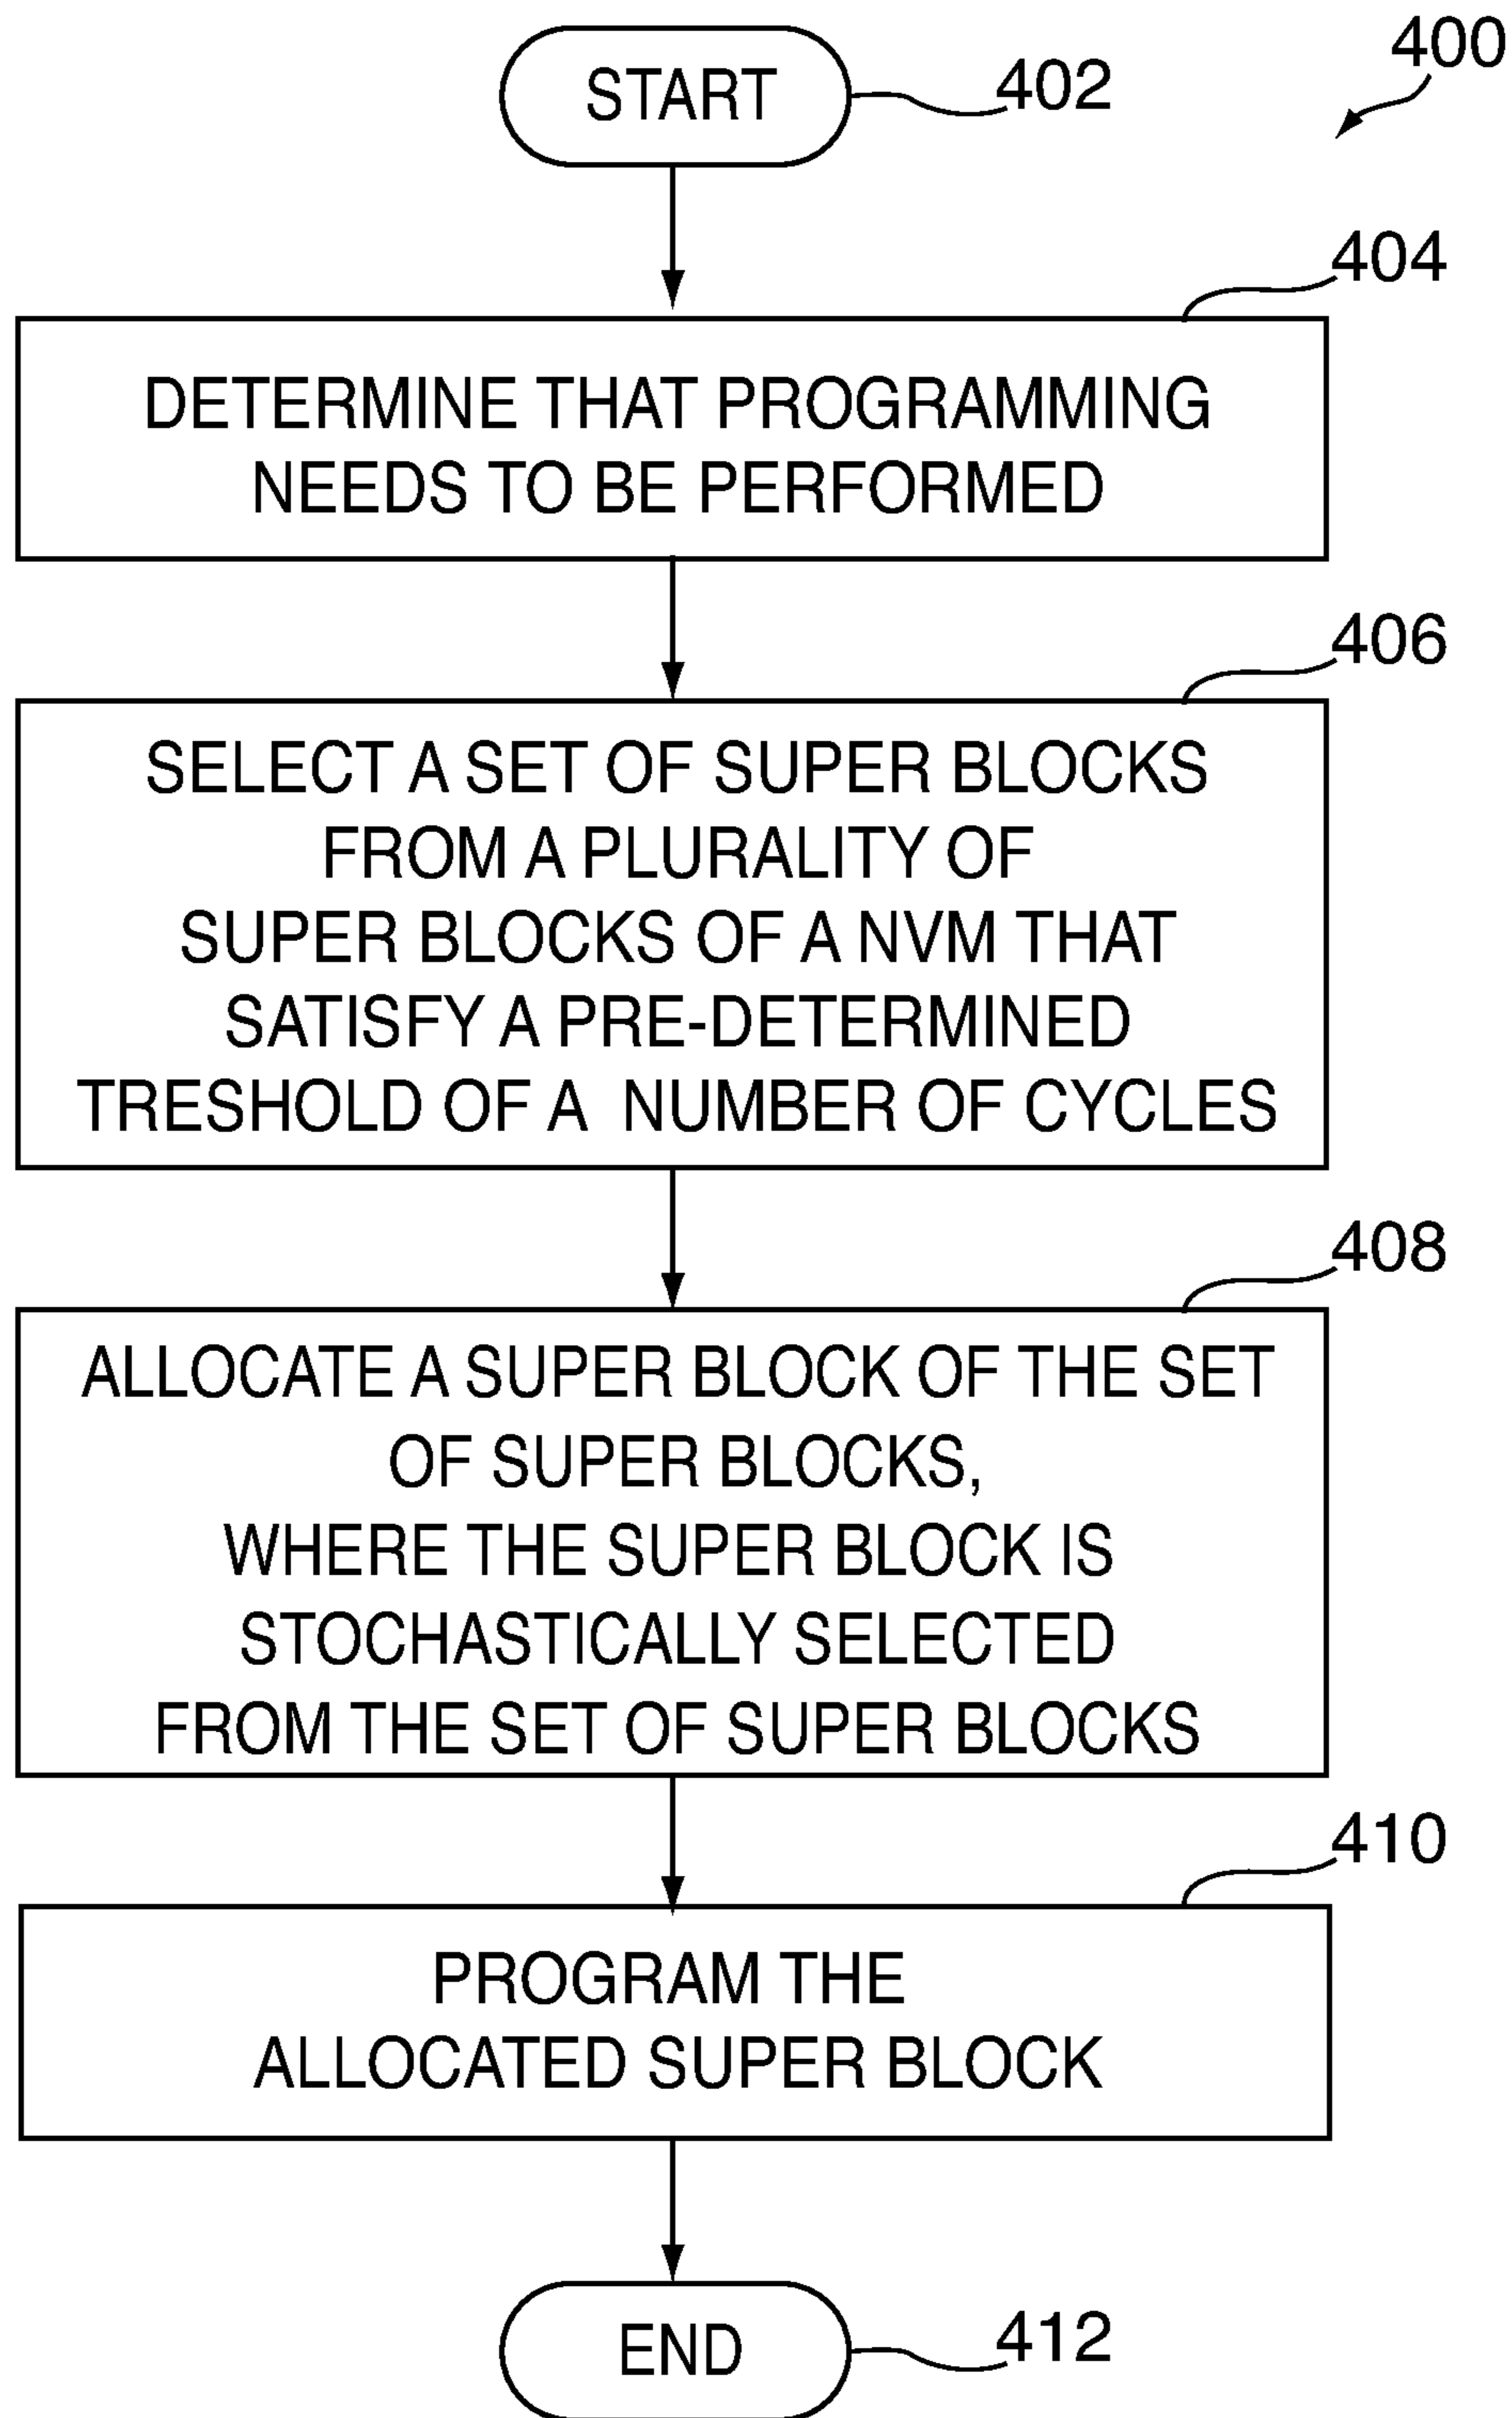 400
START
402
404
DETERMINE THAT PROGRAMMING
NEEDS TO BE PERFORMED
406
SELECT A SET OF SUPER BLOCKS
FROM A PLURALITY OF
SUPER BLOCKS OF A NVM THAT
SATISFY A PRE-DETERMINED
TRESHOLD OF A NUMBER OF CYCLES
408
ALLOCATE A SUPER BLOCK OF THE SET
OF SUPER BLOCKS,
WHERE THE SUPER BLOCK IS
STOCHASTICALLY SELECTED
FROM THE SET OF SUPER BLOCKS
410
PROGRAM THE
ALLOCATED SUPER BLOCK
END
412